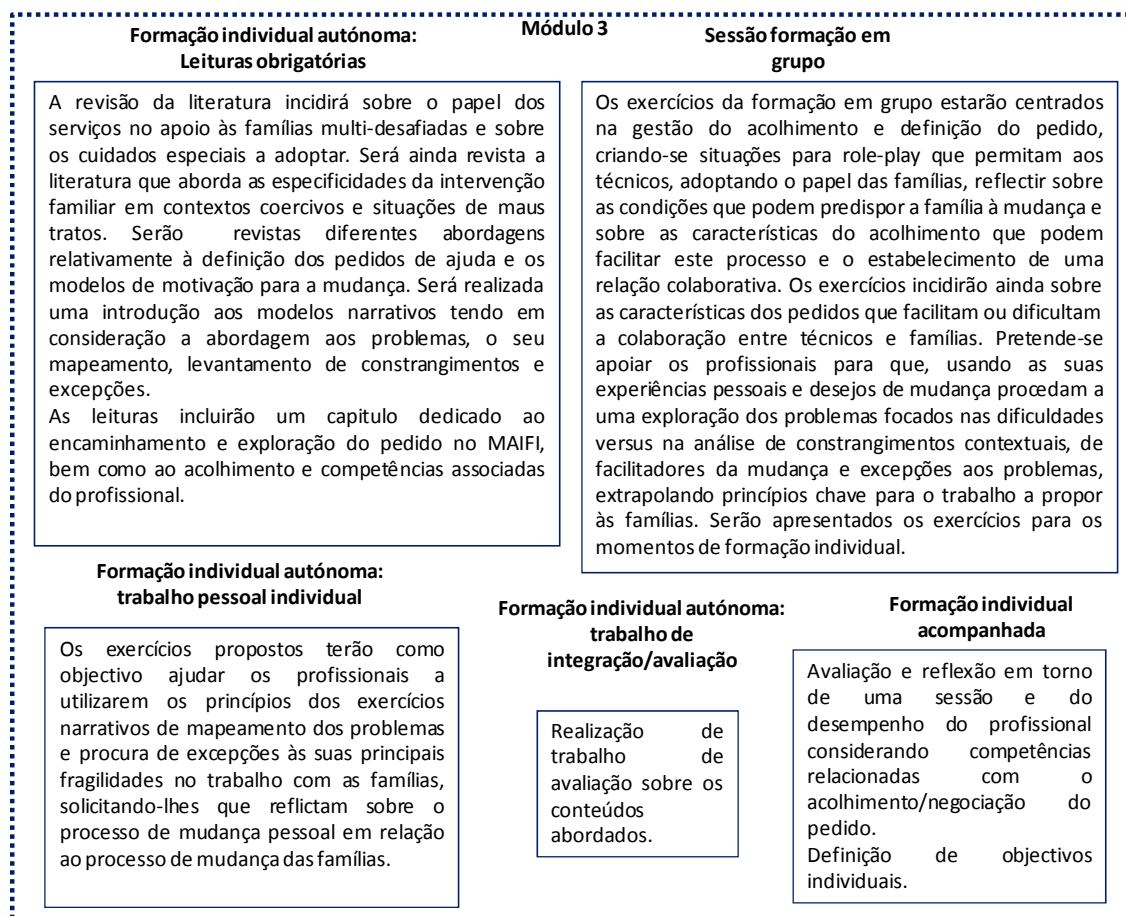 Módulo 3
Formação individual autónoma:
Leituras obrigatórias
A revisão da literatura incidirá sobre o papel dos
serviços no apoio às famílias multi-desafiadas e sobre
os cuidados especiais a adoptar. Será ainda revista a
literatura que aborda as especificidades da intervenção
familiar em contextos coercivos e situações de maus
tratos. Serão revistas diferentes abordagens
relativamente à definição dos pedidos de ajuda e os
modelos de motivação para a mudança. Será realizada
uma introdução aos modelos narrativos tendo em
consideração a abordagem aos problemas, o seu
mapeamento, levantamento de constrangimentos e
excepções.
As leituras incluirão um capitulo dedicado ao
encaminhamento e exploração do pedido no MAIFI,
bem como ao acolhimento e competências associadas
do profissional.
Sessão formação em
grupo
Os exercícios da formação em grupo estarão centrados
na gestão do acolhimento e definição do pedido,
criando-se situações para role-play que permitam aos
técnicos, adoptando o papel das famílias, reflectir sobre
as condições que podem predispor a família à mudança e
sobre as características do acolhimento que podem
facilitar este processo e o estabelecimento de uma
relação colaborativa. Os exercícios incidirão ainda sobre
as características dos pedidos que facilitam ou dificultam
a colaboração entre técnicos e famílias. Pretende-se
apoiar os profissionais para que, usando as suas
experiências pessoais e desejos de mudança procedam a
uma exploração dos problemas focados nas dificuldades
versus na análise de constrangimentos contextuais, de
facilitadores da mudança e excepções aos problemas,
extrapolando princípios chave para o trabalho a propor
às famílias. Serão apresentados os exercícios para os
momentos de formação individual.
Formação individual autónoma:
trabalho pessoal individual
Os exercícios propostos terão como
objectivo ajudar os profissionais a
utilizarem os princípios dos exercícios
narrativos de mapeamento dos problemas
e procura de excepções às suas principais
fragilidades no trabalho com as famílias,
solicitando-lhes que reflictam sobre o
processo de mudança pessoal em relação
ao processo de mudança das famílias.
Formação individual autónoma:
trabalho de
integração/avaliação
Realização de
trabalho de
avaliação sobre os
conteúdos
abordados.
Formação individual
acompanhada
Avaliação e reflexão em torno
de uma sessão e do
desempenho do profissional
considerando competências
relacionadas com o
acolhimento/negociação do
pedido.
Definição de objectivos
individuais.